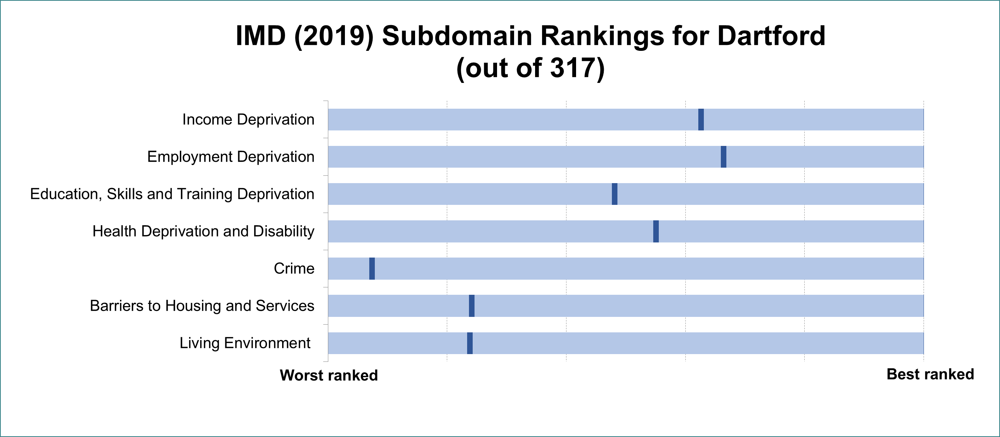 IMD (2019) Subdomain Rankings for Dartford
(out of 317)
Income Deprivation
Employment Deprivation
Education, Skills and Training Deprivation
Health Deprivation and Disability
Crime
Barriers to Housing and Services
Living Environment
Worst ranked
Best ranked